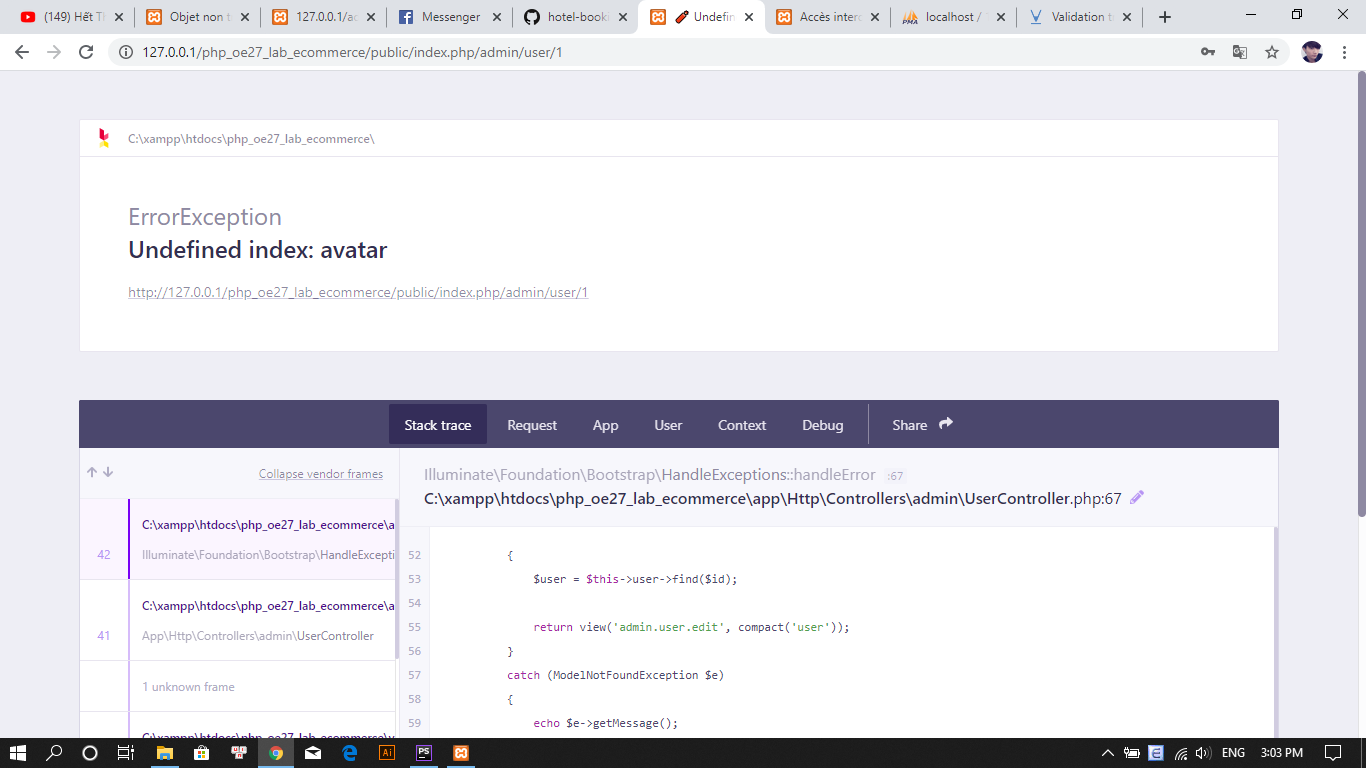 (149) Hết Ti
Objet non t
127.0.0.1/ad
Messenger
hotel-booki
Undefin
Accès interd
localhost /
Validation t
127.0.0.1/php_oe27_lab_ecommerce/public/index.php/admin/user/1
C:\xampp\htdocs\php_oe27_lab_ecommerce\
ErrorException
Undefined index: avatar
http://127.0.0.1/php_oe27_lab_ecommerce/public/index.php/admin/user/1
Stack trace Request App User Context Debug Share
Collapse vendor frames
Illuminate\Foundation\Bootstrap\HandleExceptions::handleError :67
C:\xampp\htdocs\php_oe27_lab_ecommerce\app\Http\Controllers\admin\UserController.php:67
C:\xampp\htdocs\php_oe27_lab_ecommerce\a
42 Illuminate\Foundation\Bootstrap\HandleExcepti
C:\xampp\htdocs\php_oe27_lab_ecommerce\a
41 App\Http\Controllers\admin\UserController
1 unknown frame
C:\xampp\htdocs\php_oe27_lab_ecommerce\v
52 {
53 $user = $this->user->find($id);
54
55 return view('admin.user.edit', compact('user'));
56 }
57 catch (ModelNotFoundException $e)
58 {
59 echo $e->getMessage();
Ai
PS
ENG 3:03 PM